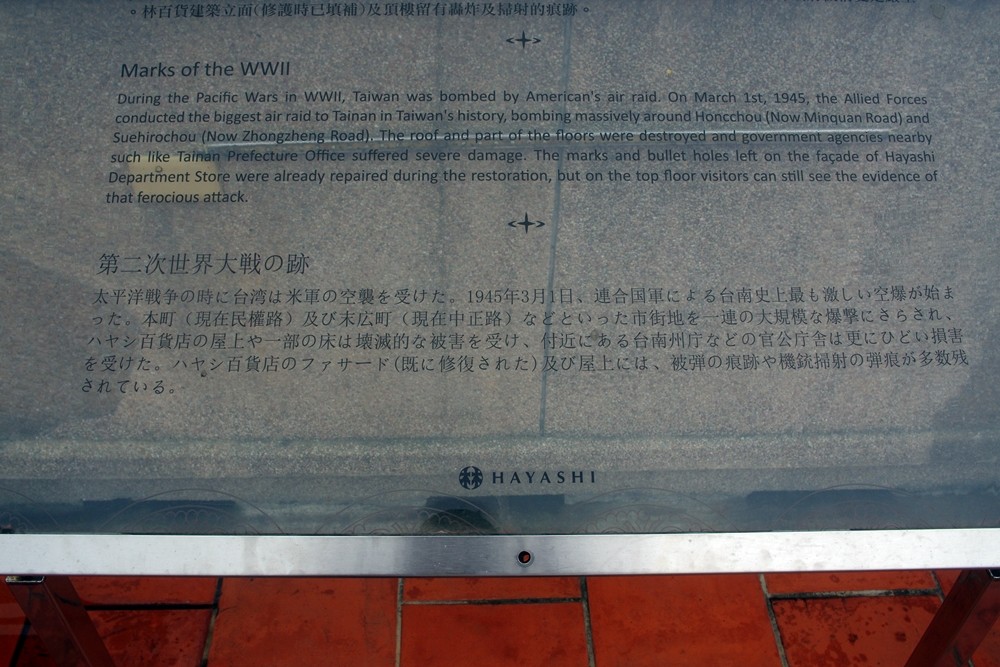 。林百貨建築立面(修護時已填補)及頂樓留有轟炸及掃射的痕跡。
Marks of the WWII
During the Pacific Wars in WWII, Taiwan was bombed by American's air raid. On March 1st, 1945, the Allied Forces
conducted the biggest air raid to Tainan in Taiwan's history, bombing massively around Honcchou (Now Minquan Road) and
Suehirochou (Now Zhongzheng Road). The roof and part of the floors were destroyed and government agencies nearby
such like Tainan Prefecture Office suffered severe damage. The marks and bullet holes left on the façade of Hayashi
Department Store were already repaired during the restoration, but on the top floor visitors can still see the evidence of
that ferocious attack.
第二次世界大戦の跡
太平洋戦争の時に台湾は米軍の空襲を受けた。1945年3月1日、連合国軍による台南史上最も激しい空爆が始ま
った。本町（現在民權路）及び末広町（現在中正路）などといった市街地を一連の大規模な爆撃にさらされ、
ハヤシ百貨店の屋上や一部の床は壊滅的な被害を受け、付近にある台南州庁などの官公庁舎は更にひどい損害
を受けた。ハヤシ百貨店のファサード(既に修復された)及び屋上には、被弾の痕跡や機銃掃射の弾痕が多数残
されている。
HAYASHI